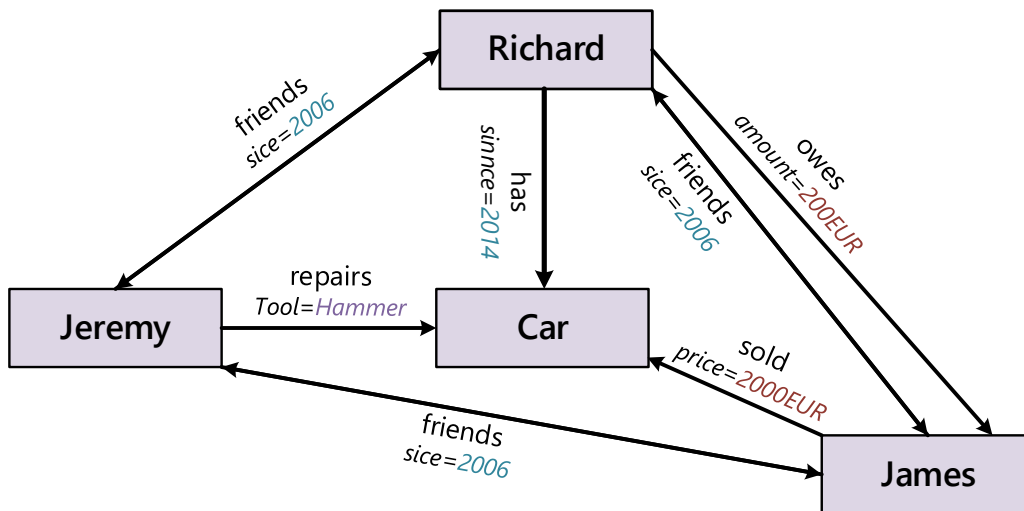 Richard
friends
sice=2006
has
sinnce=2014
friends
sice=2006
owes
amount=200EUR
repairs
Tool=Hammer
Jeremy
Car
sold
price=2000EUR
friends
sice=2006
James